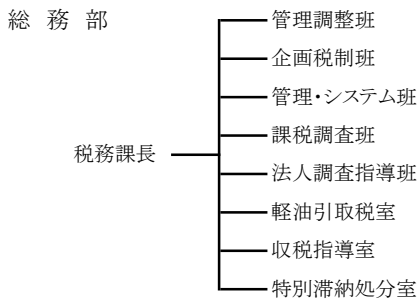 総 務 部
管理調整班
企画税制班
管理・システム班
課税調査班
税務課長
法人調査指導班
軽油引取税室
収税指導室
特別滞納処分室